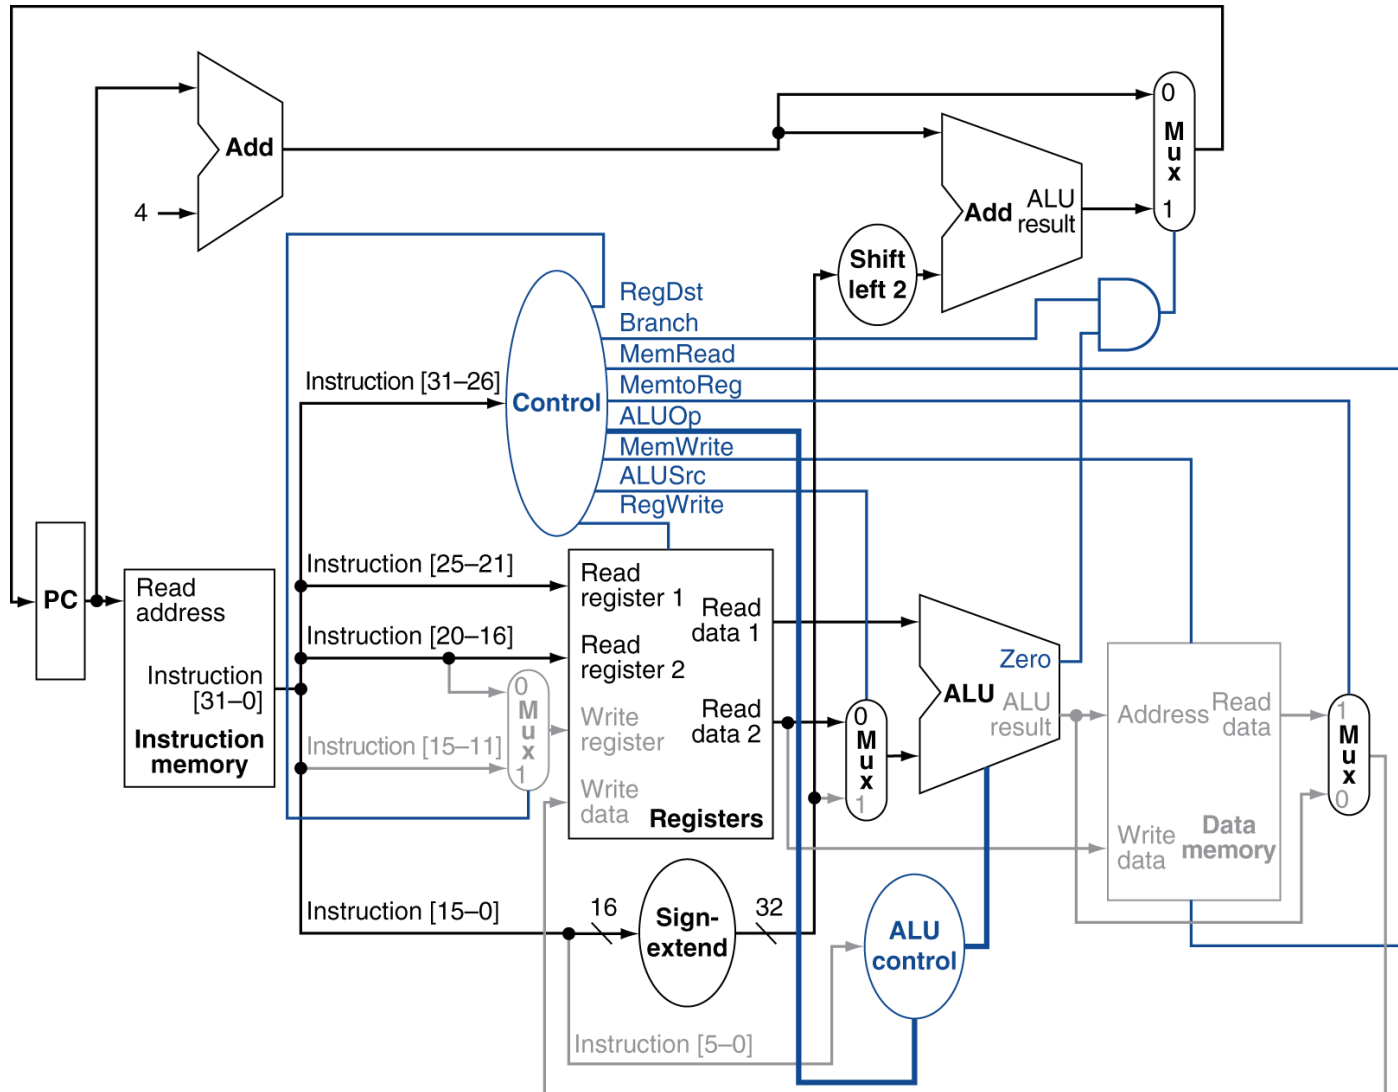 0
M
u
x
1
Add
4
Add
ALU
result
Shift
left 2
RegDst
Branch
MemRead
MemtoReg
ALUOp
MemWrite
ALUSrc
RegWrite
Control
Instruction [31–26]
Instruction [25–21]
Instruction [20–16]
Instruction [15–11]
Instruction [15–0]
Instruction [5–0]
PC
Read
address
Instruction
[31–0]
Instruction
memory
0
M
u
x
1
Read
register 1
Read
register 2
Write
register
Write
data
Read
data 1
Read
data 2
Registers
0
M
u
x
1
Zero
ALU
ALU
result
Address
Read
data
Write
data
Data
memory
1
M
u
x
0
16
Sign-
extend
32
ALU
control